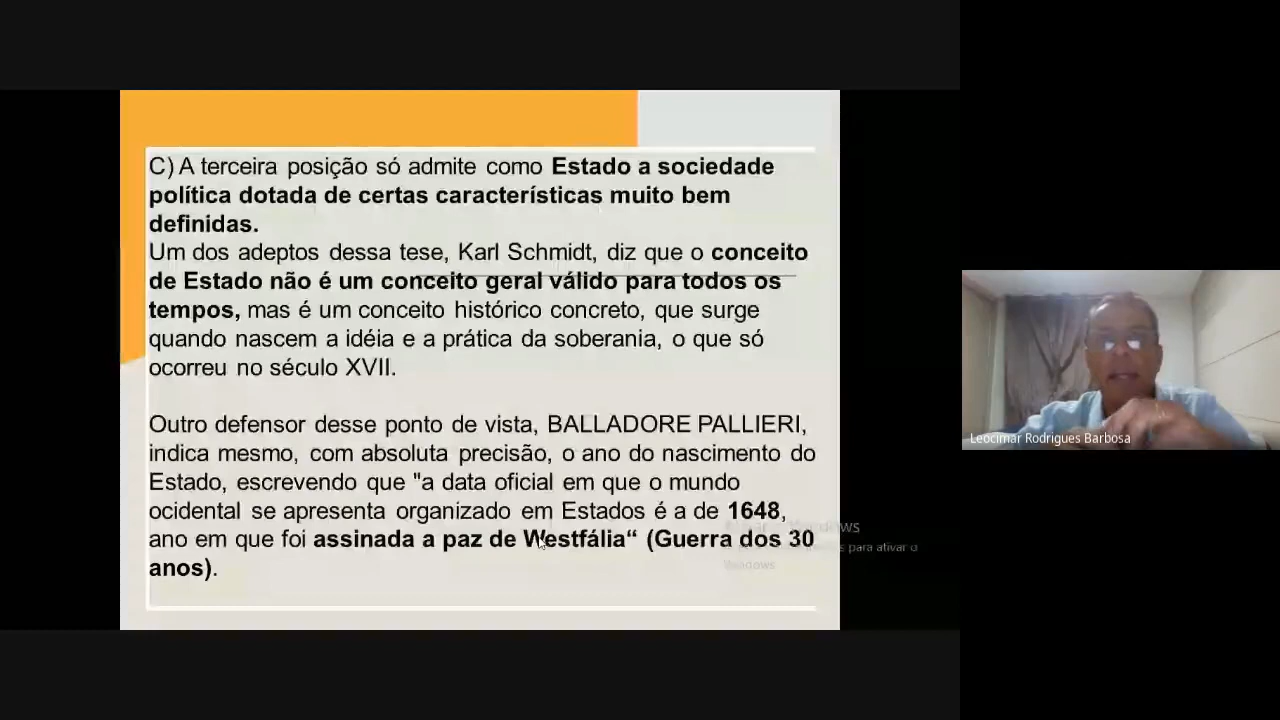 C) A terceira posição só admite como Estado a sociedade
política dotada de certas características muito bem
definidas.
Um dos adeptos dessa tese, Karl Schmidt, diz que o conceito
de Estado não é um conceito geral válido para todos os
tempos, mas é um conceito histórico concreto, que surge
quando nascem a idéia e a prática da soberania, o que só
ocorreu no século XVII.
Outro defensor desse ponto de vista, BALLADORE PALLIERI,
indica mesmo, com absoluta precisão, o ano do nascimento do
Estado, escrevendo que "a data oficial em que o mundo
ocidental se apresenta organizado em Estados é a de 1648,
ano em que foi assinada a paz de Westfália“ (Guerra dos 30
anos).
para ativar o
Windows
Leocimar Rodrigues Barbosa